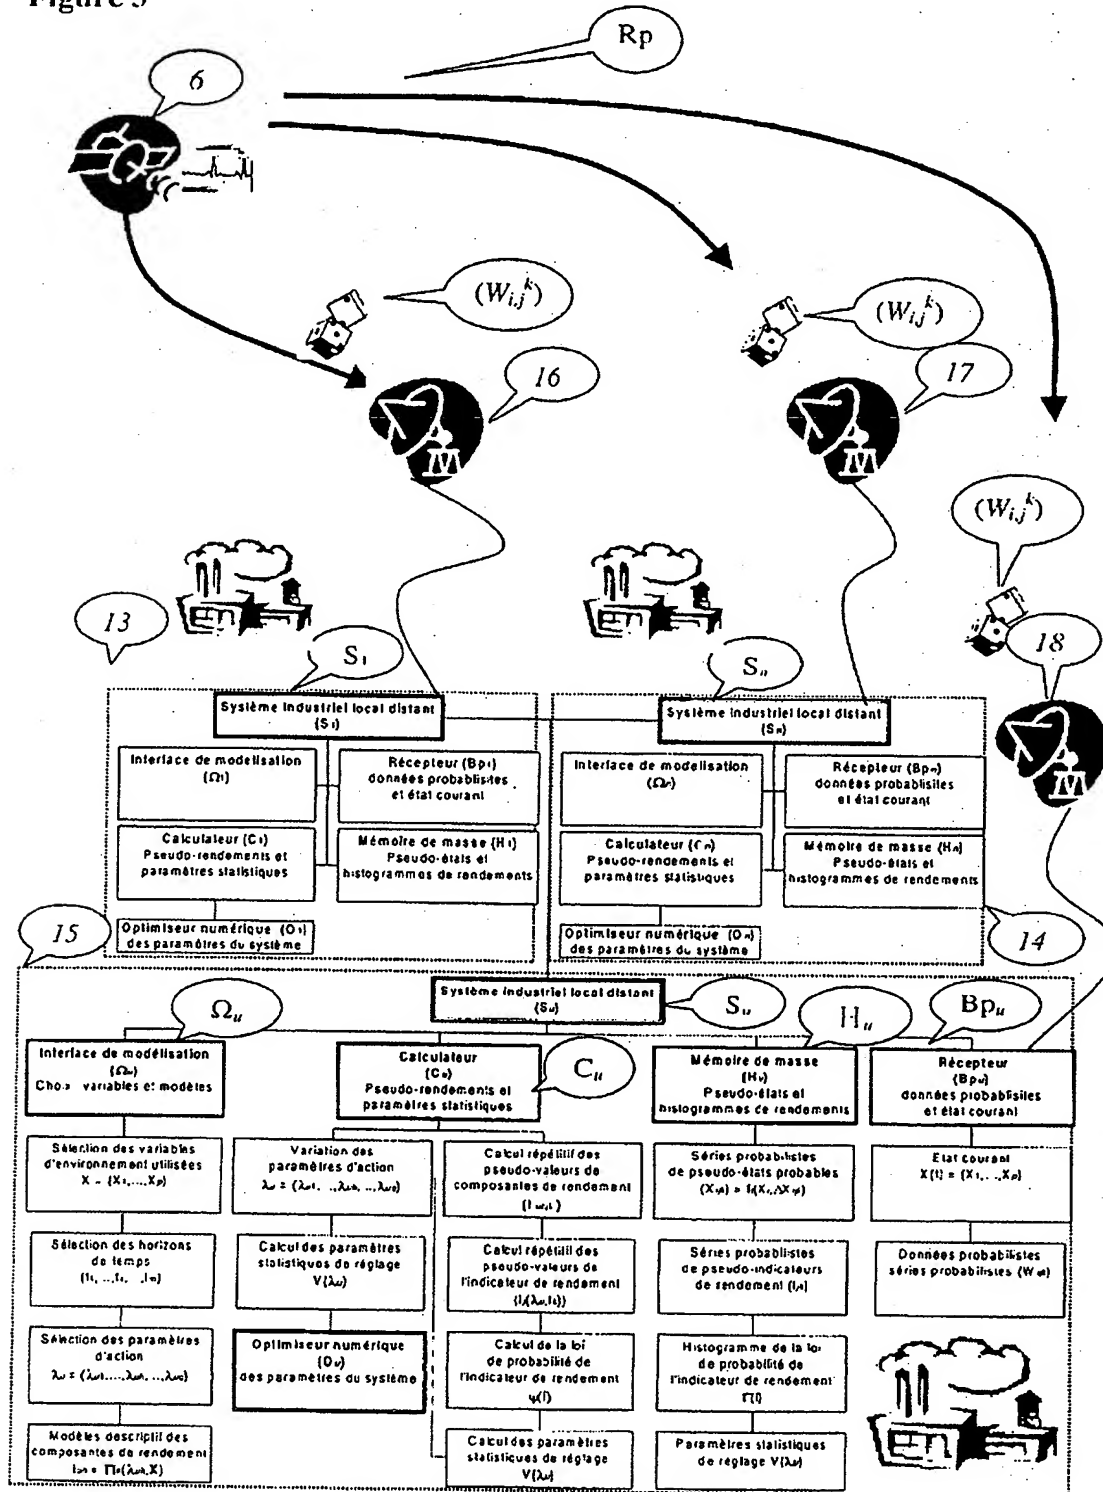 Figure 3
Rp
6
(Wi,j^k)
(Wi,j^k)
16
17
(Wi,j^k)
18
13
S1
Sn
Système industriel local distant
(S1)
Système industriel local distant
(Sn)
Interface de modélisation
(Ω1)
Récepteur (Bp1)
données probabilistes
et état courant
Interface de modélisation
(Ωn)
Récepteur (Bpn)
données probabilistes
et état courant
Calculateur (C1)
Pseudo-rendements et
paramètres statistiques
Mémoire de masse (H1)
Pseudo-états et
histogrammes de rendements
Calculateur (Cn)
Pseudo-rendements et
paramètres statistiques
Mémoire de masse (Hn)
Pseudo-états et
histogrammes de rendements
15
Optimiseur numérique (O1)
des paramètres du système
Optimiseur numérique (On)
des paramètres du système
14
Système industriel local distant
(Su)
Ωu
Su
Hu
Bpu
Cu
Interface de modélisation
(Ωu)
variables et modèles
Calculateur
(Cu)
Pseudo-rendements et
paramètres statistiques
Mémoire de masse
(Hu)
Pseudo-états et
histogrammes de rendements
Récepteur
(Bpu)
données probabilistes
et état courant
Sélection des variables
d'environnement utilisées
X = (X1,...,Xp)
Variation des
paramètres d'action
Calcul répétitif des
pseudo-valeurs de
composantes de rendement
Séries probabilistes
de pseudo-états probables
Etat courant
X(t) = (X1,...,Xp)
Sélection des horizons
de temps
Calcul des paramètres
statistiques de réglage
V(λu)
Calcul répétitif des
pseudo-valeurs de
l'indicateur de rendement
Séries probabilistes
de pseudo-indicateurs
de rendement
Données probabilistes
séries probabilistes
Sélection des paramètres
d'action
Optimiseur numérique
(Ou)
des paramètres du système
Calcul de la loi
de probabilité de
l'indicateur de rendement
ψ(I)
Histogramme de la loi
de probabilité de
l'indicateur de rendement
Γ(I)
Modèles descriptif des
composantes de rendement
Calcul des paramètres
statistiques de réglage
V(λu)
Paramètres statistiques
de réglage V(λu)